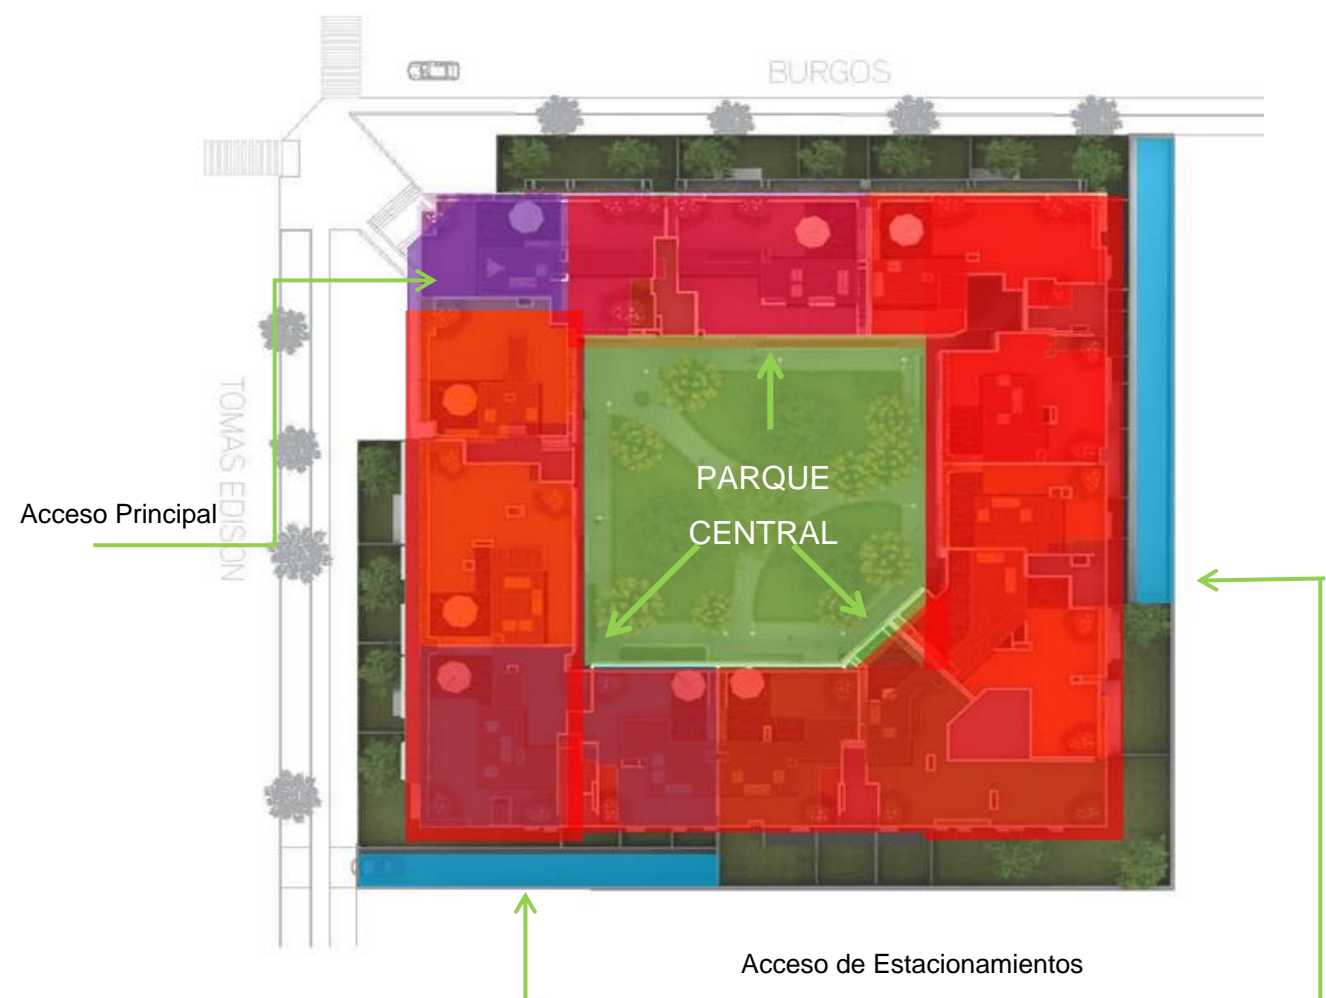 BURGOS
TOMAS EDISON
Acceso Principal
PARQUE
CENTRAL
Acceso de Estacionamientos